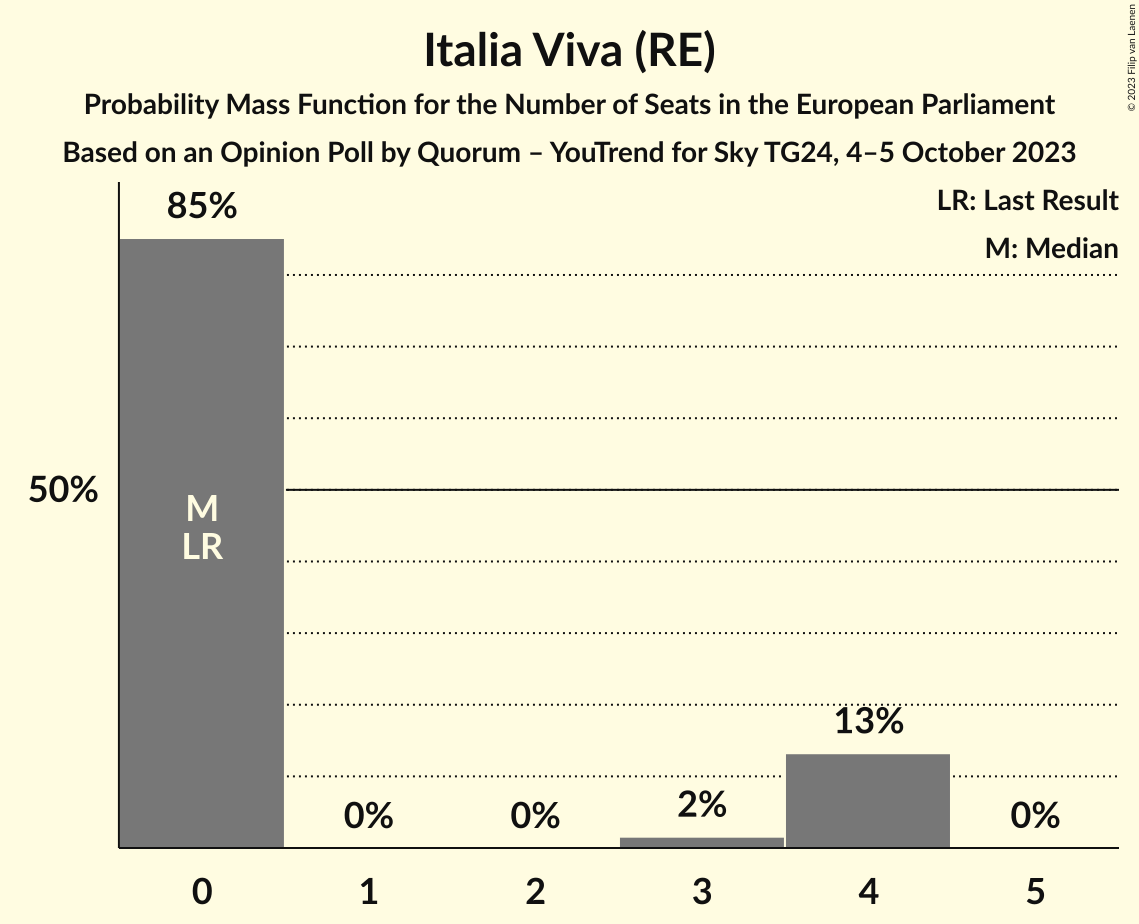 Italia Viva (RE)
Probability Mass Function for the Number of Seats in the European Parliament
Based on an Opinion Poll by Quorum – YouTrend for Sky TG24, 4–5 October 2023
© 2023 Filip van Laenen
LR: Last Result
M: Median
85%
50%
M
LR
0%
0%
2%
13%
0%
0
1
2
3
4
5